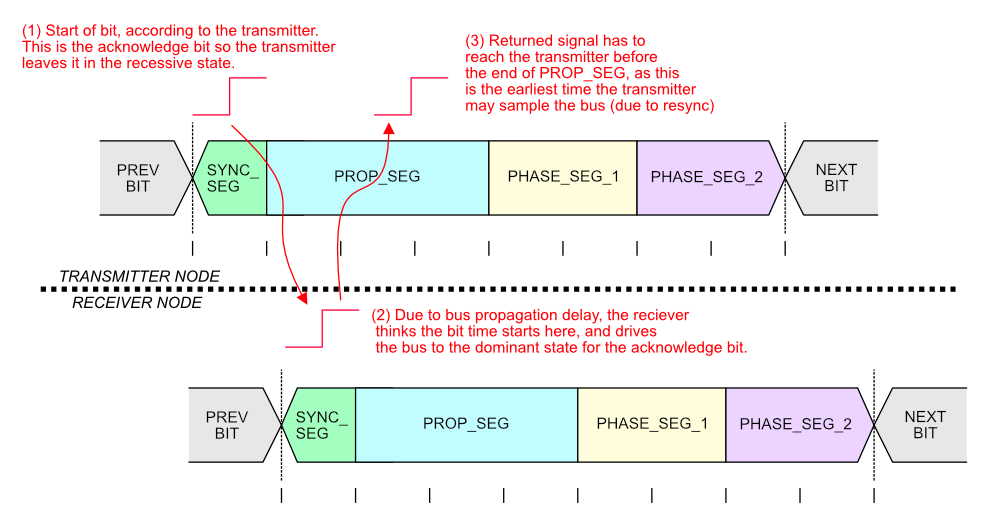 (1) Start of bit, according to the transmitter.
This is the acknowledge bit so the transmitter
leaves it in the recessive state.
(3) Returned signal has to
reach the transmitter before
the end of PROP_SEG, as this
is the earliest time the transmitter
may sample the bus (due to resync)
PREV
BIT
SYNC_
SEG
PROP_SEG
PHASE_SEG_1
PHASE_SEG_2
NEXT
BIT
TRANSMITTER NODE
RECEIVER NODE
(2) Due to bus propagation delay, the reciever
thinks the bit time starts here, and drives
the bus to the dominant state for the acknowledge bit.
PREV
BIT
SYNC_
SEG
PROP_SEG
PHASE_SEG_1
PHASE_SEG_2
NEXT
BIT